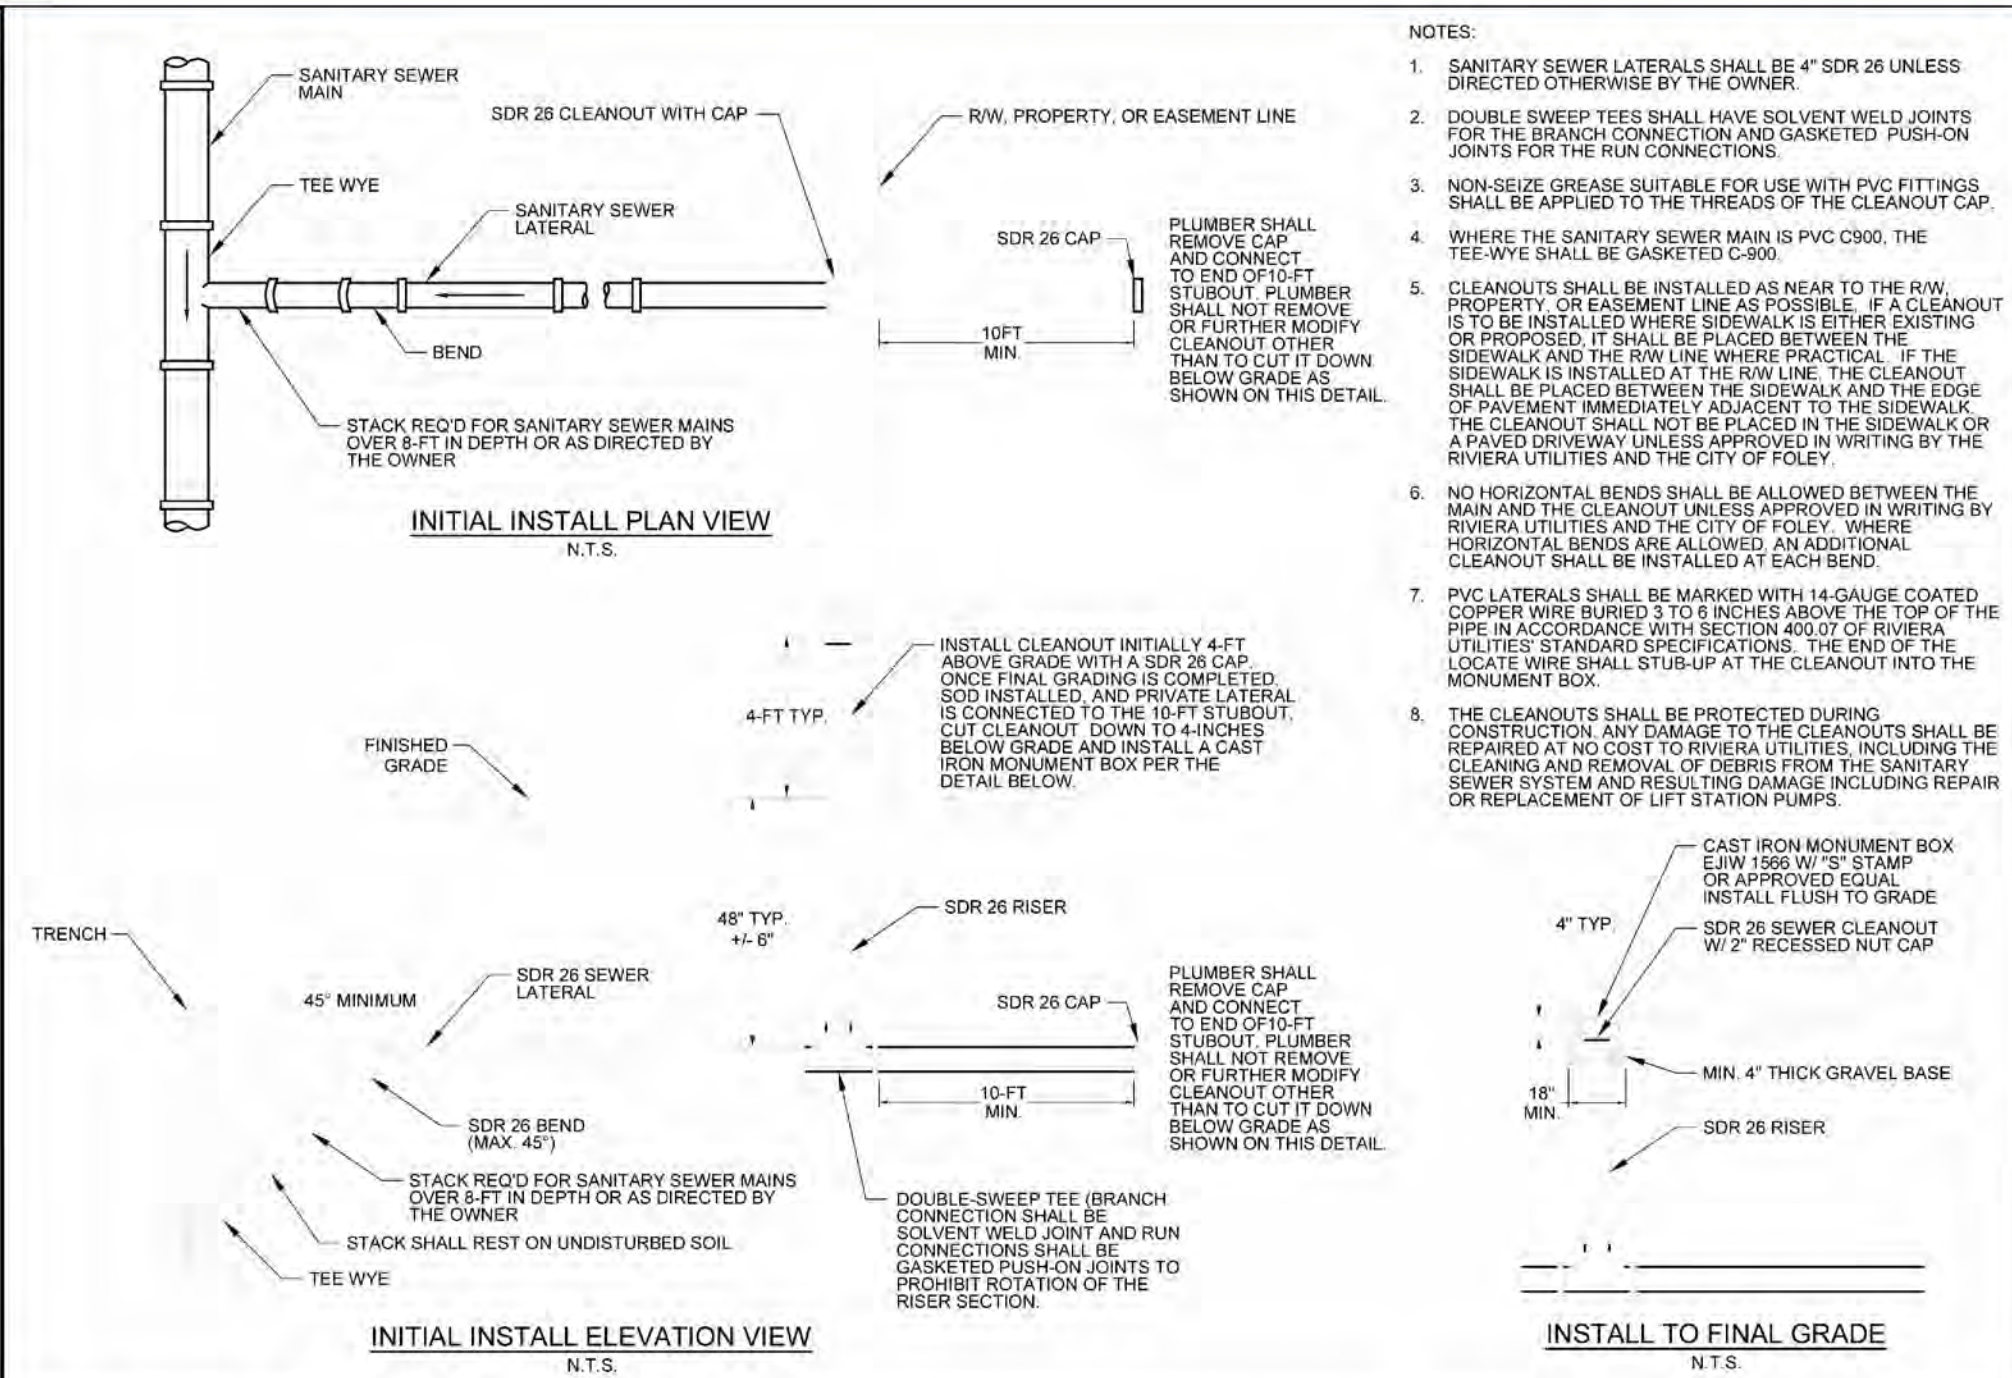 SANITARY SEWER
MAIN
SDR 26 CLEANOUT WITH CAP
R/W, PROPERTY, OR EASEMENT LINE
TEE WYE
SANITARY SEWER
LATERAL
SDR 26 CAP
PLUMBER SHALL
REMOVE CAP
AND CONNECT
TO END OF10-FT
STUBOUT. PLUMBER
SHALL NOT REMOVE
OR FURTHER MODIFY
CLEANOUT OTHER
THAN TO CUT IT DOWN
BELOW GRADE AS
SHOWN ON THIS DETAIL.
10FT
MIN.
BEND
STACK REQ'D FOR SANITARY SEWER MAINS
OVER 8-FT IN DEPTH OR AS DIRECTED BY
THE OWNER
INITIAL INSTALL PLAN VIEW
N.T.S.
INSTALL CLEANOUT INITIALLY 4-FT
ABOVE GRADE WITH A SDR 26 CAP.
ONCE FINAL GRADING IS COMPLETED,
SOD INSTALLED, AND PRIVATE LATERAL
IS CONNECTED TO THE 10-FT STUBOUT,
CUT CLEANOUT DOWN TO 4-INCHES
BELOW GRADE AND INSTALL A CAST
IRON MONUMENT BOX PER THE
DETAIL BELOW.
4-FT TYP.
FINISHED
GRADE
48" TYP.
+/- 6"
SDR 26 RISER
TRENCH
45° MINIMUM
SDR 26 SEWER
LATERAL
SDR 26 CAP
PLUMBER SHALL
REMOVE CAP
AND CONNECT
TO END OF10-FT
STUBOUT. PLUMBER
SHALL NOT REMOVE
OR FURTHER MODIFY
CLEANOUT OTHER
THAN TO CUT IT DOWN
BELOW GRADE AS
SHOWN ON THIS DETAIL.
10-FT
MIN.
SDR 26 BEND
(MAX. 45°)
STACK REQ'D FOR SANITARY SEWER MAINS
OVER 8-FT IN DEPTH OR AS DIRECTED BY
THE OWNER
STACK SHALL REST ON UNDISTURBED SOIL
TEE WYE
DOUBLE-SWEEP TEE (BRANCH
CONNECTION SHALL BE
SOLVENT WELD JOINT AND RUN
CONNECTIONS SHALL BE
GASKETED PUSH-ON JOINTS TO
PROHIBIT ROTATION OF THE
RISER SECTION.
INITIAL INSTALL ELEVATION VIEW
N.T.S.
NOTES:
1. SANITARY SEWER LATERALS SHALL BE 4" SDR 26 UNLESS
DIRECTED OTHERWISE BY THE OWNER.
2. DOUBLE SWEEP TEES SHALL HAVE SOLVENT WELD JOINTS
FOR THE BRANCH CONNECTION AND GASKETED PUSH-ON
JOINTS FOR THE RUN CONNECTIONS.
3. NON-SEIZE GREASE SUITABLE FOR USE WITH PVC FITTINGS
SHALL BE APPLIED TO THE THREADS OF THE CLEANOUT CAP.
4. WHERE THE SANITARY SEWER MAIN IS PVC C900, THE
TEE-WYE SHALL BE GASKETED C-900.
5. CLEANOUTS SHALL BE INSTALLED AS NEAR TO THE R/W,
PROPERTY, OR EASEMENT LINE AS POSSIBLE. IF A CLEANOUT
IS TO BE INSTALLED WHERE SIDEWALK IS EITHER EXISTING
OR PROPOSED, IT SHALL BE PLACED BETWEEN THE
SIDEWALK AND THE R/W LINE WHERE PRACTICAL. IF THE
SIDEWALK IS INSTALLED AT THE R/W LINE, THE CLEANOUT
SHALL BE PLACED BETWEEN THE SIDEWALK AND THE EDGE
OF PAVEMENT IMMEDIATELY ADJACENT TO THE SIDEWALK.
THE CLEANOUT SHALL NOT BE PLACED IN THE SIDEWALK OR
A PAVED DRIVEWAY UNLESS APPROVED IN WRITING BY THE
RIVIERA UTILITIES AND THE CITY OF FOLEY.
6. NO HORIZONTAL BENDS SHALL BE ALLOWED BETWEEN THE
MAIN AND THE CLEANOUT UNLESS APPROVED IN WRITING BY
RIVIERA UTILITIES AND THE CITY OF FOLEY. WHERE
HORIZONTAL BENDS ARE ALLOWED, AN ADDITIONAL
CLEANOUT SHALL BE INSTALLED AT EACH BEND.
7. PVC LATERALS SHALL BE MARKED WITH 14-GAUGE COATED
COPPER WIRE BURIED 3 TO 6 INCHES ABOVE THE TOP OF THE
PIPE IN ACCORDANCE WITH SECTION 400.07 OF RIVIERA
UTILITIES' STANDARD SPECIFICATIONS. THE END OF THE
LOCATE WIRE SHALL STUB-UP AT THE CLEANOUT INTO THE
MONUMENT BOX.
8. THE CLEANOUTS SHALL BE PROTECTED DURING
CONSTRUCTION. ANY DAMAGE TO THE CLEANOUTS SHALL BE
REPAIRED AT NO COST TO RIVIERA UTILITIES, INCLUDING THE
CLEANING AND REMOVAL OF DEBRIS FROM THE SANITARY
SEWER SYSTEM AND RESULTING DAMAGE INCLUDING REPAIR
OR REPLACEMENT OF LIFT STATION PUMPS.
CAST IRON MONUMENT BOX
EJIW 1566 W/ "S" STAMP
OR APPROVED EQUAL
INSTALL FLUSH TO GRADE
4" TYP.
SDR 26 SEWER CLEANOUT
W/ 2" RECESSED NUT CAP
MIN. 4" THICK GRAVEL BASE
18"
MIN.
SDR 26 RISER
INSTALL TO FINAL GRADE
N.T.S.